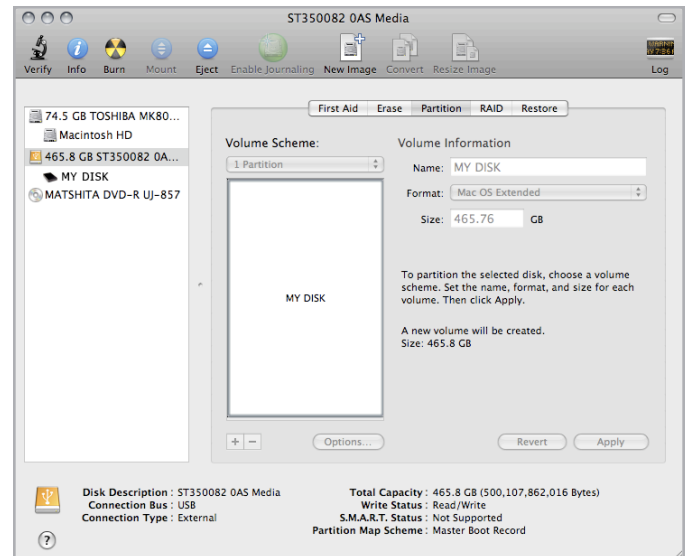 ST350082 0AS Media
Verify Info Burn Mount Eject Enable Journaling New Image Convert Resize Image Log
First Aid Erase Partition RAID Restore
74.5 GB TOSHIBA MK80...
Macintosh HD
465.8 GB ST350082 0A...
MY DISK
MATSHITA DVD-R UJ-857
Volume Scheme:
1 Partition
MY DISK
+ − Options...
Volume Information
Name: MY DISK
Format: Mac OS Extended
Size: 465.76 GB
To partition the selected disk, choose a volume
scheme. Set the name, format, and size for each
volume. Then click Apply.
A new volume will be created.
Size: 465.8 GB
Revert Apply
Disk Description : ST350082 0AS Media
Connection Bus : USB
Connection Type : External
Total Capacity : 465.8 GB (500,107,862,016 Bytes)
Write Status : Read/Write
S.M.A.R.T. Status : Not Supported
Partition Map Scheme : Master Boot Record
?